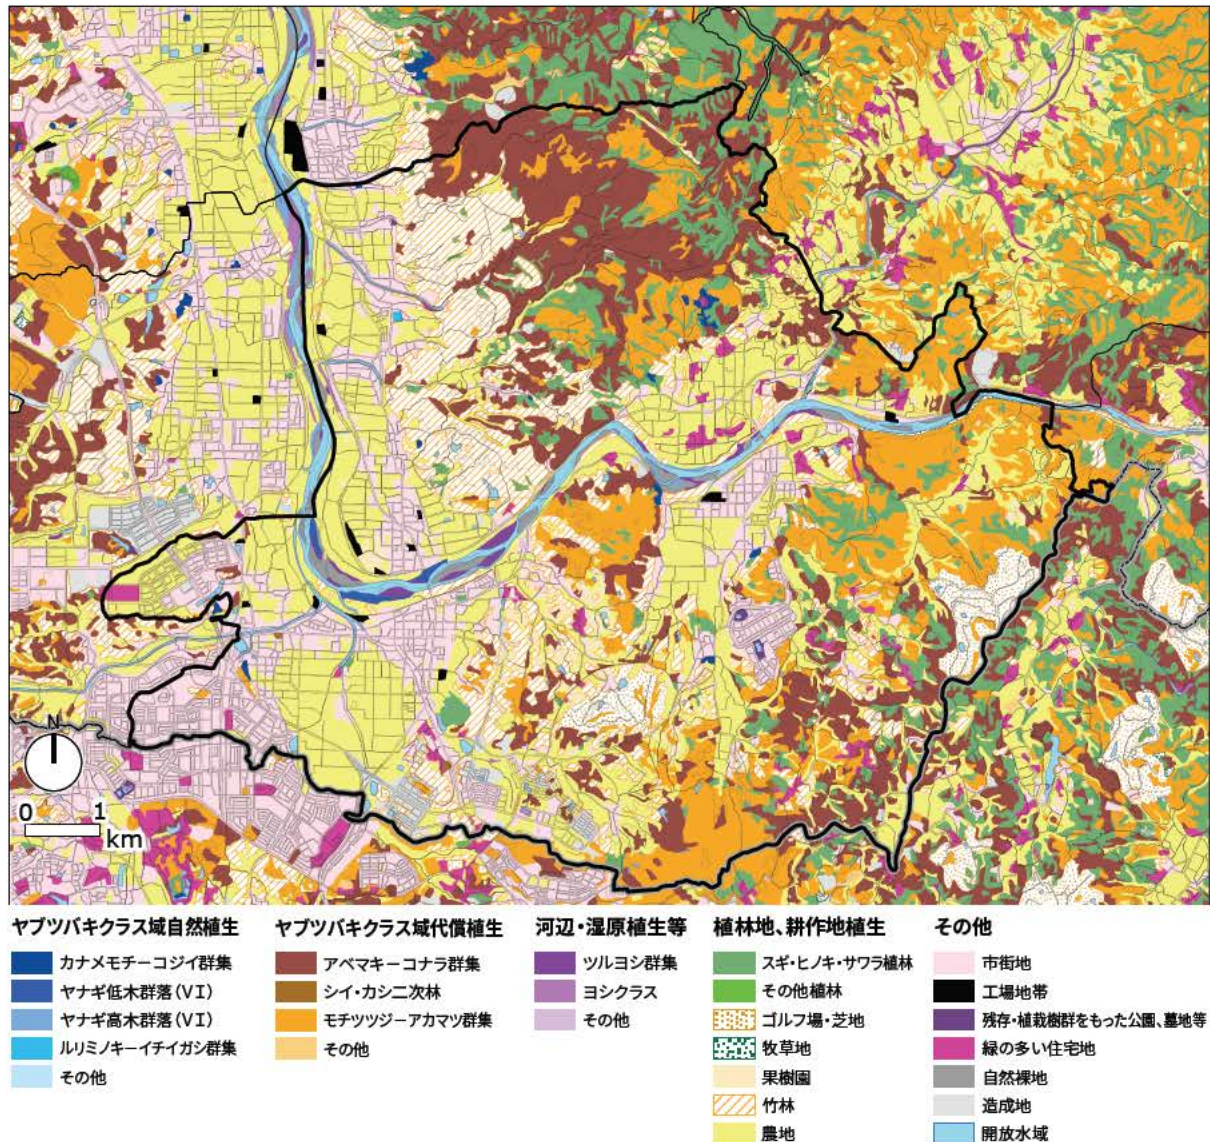 N
0 1
km
ヤブツバキクラス域自然植生
カナメモチーコジイ群集
ヤナギ低木群落(VI)
ヤナギ高木群落(VI)
ルリミノキーイチイガシ群集
その他
ヤブツバキクラス域代償植生
アベマキーコナラ群集
シイ・カシ二次林
モチツツジーアカマツ群集
その他
河辺・湿原植生等
ツルヨシ群集
ヨシクラス
その他
植林地、耕作地植生
スギ・ヒノキ・サワラ植林
その他植林
ゴルフ場・芝地
牧草地
果樹園
竹林
農地
その他
市街地
工場地帯
残存・植栽樹群をもった公園、墓地等
緑の多い住宅地
自然裸地
造成地
開放水域